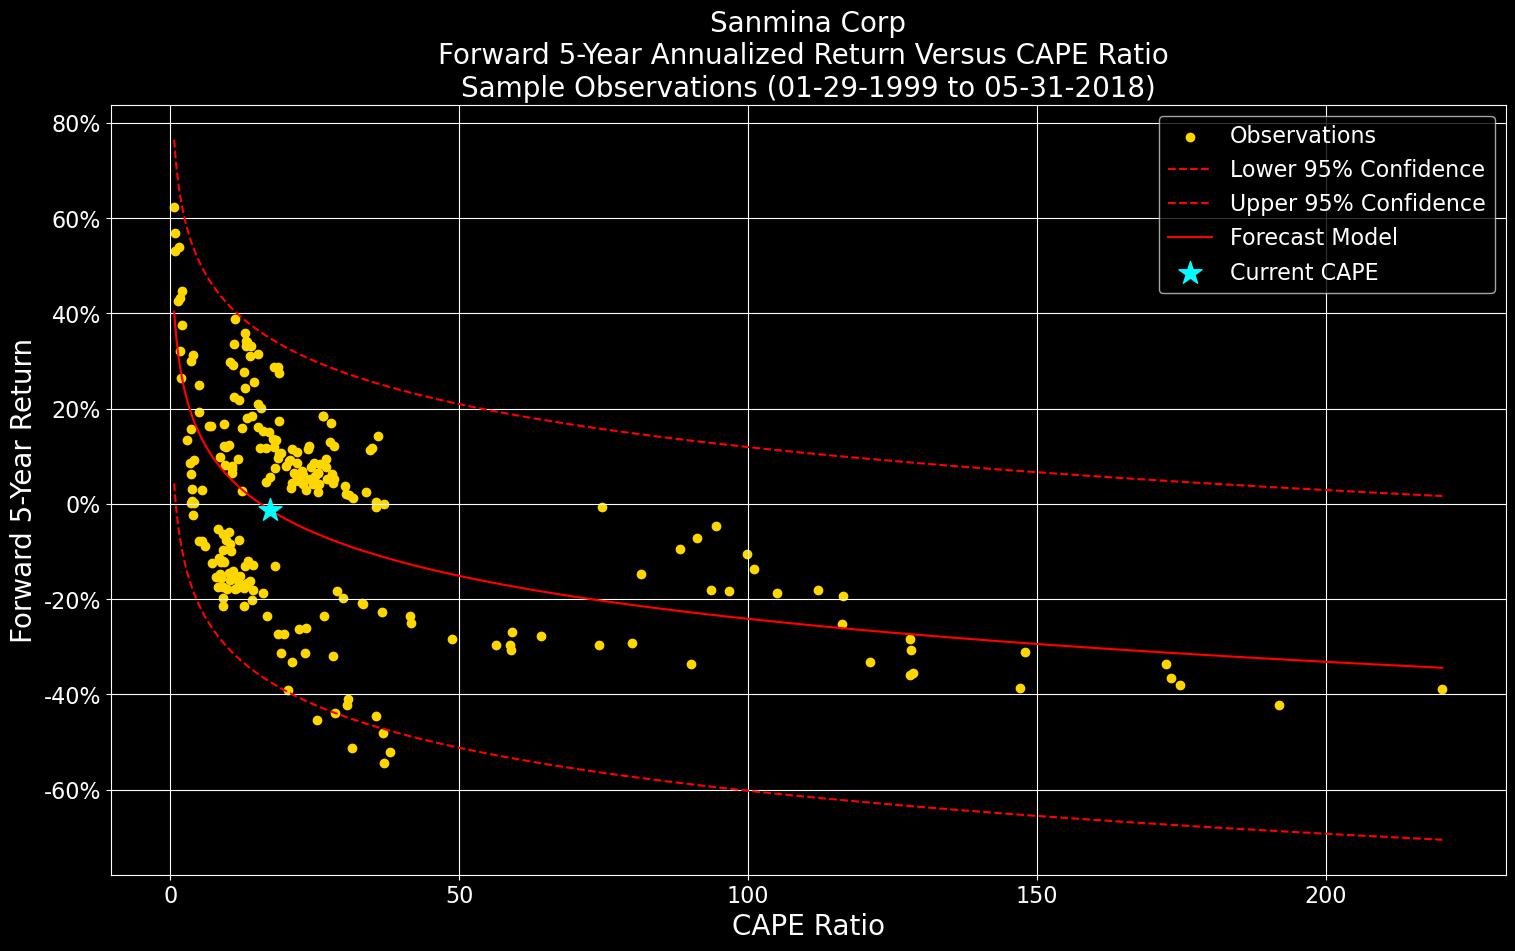 Sanmina Corp
Forward 5-Year Annualized Return Versus CAPE Ratio
Sample Observations (01-29-1999 to 05-31-2018)
Observations
Lower 95% Confidence
Upper 95% Confidence
Forecast Model
Current CAPE
Forward 5-Year Return
80%
60%
40%
20%
0%
-20%
-40%
-60%
0 50 100 150 200
CAPE Ratio